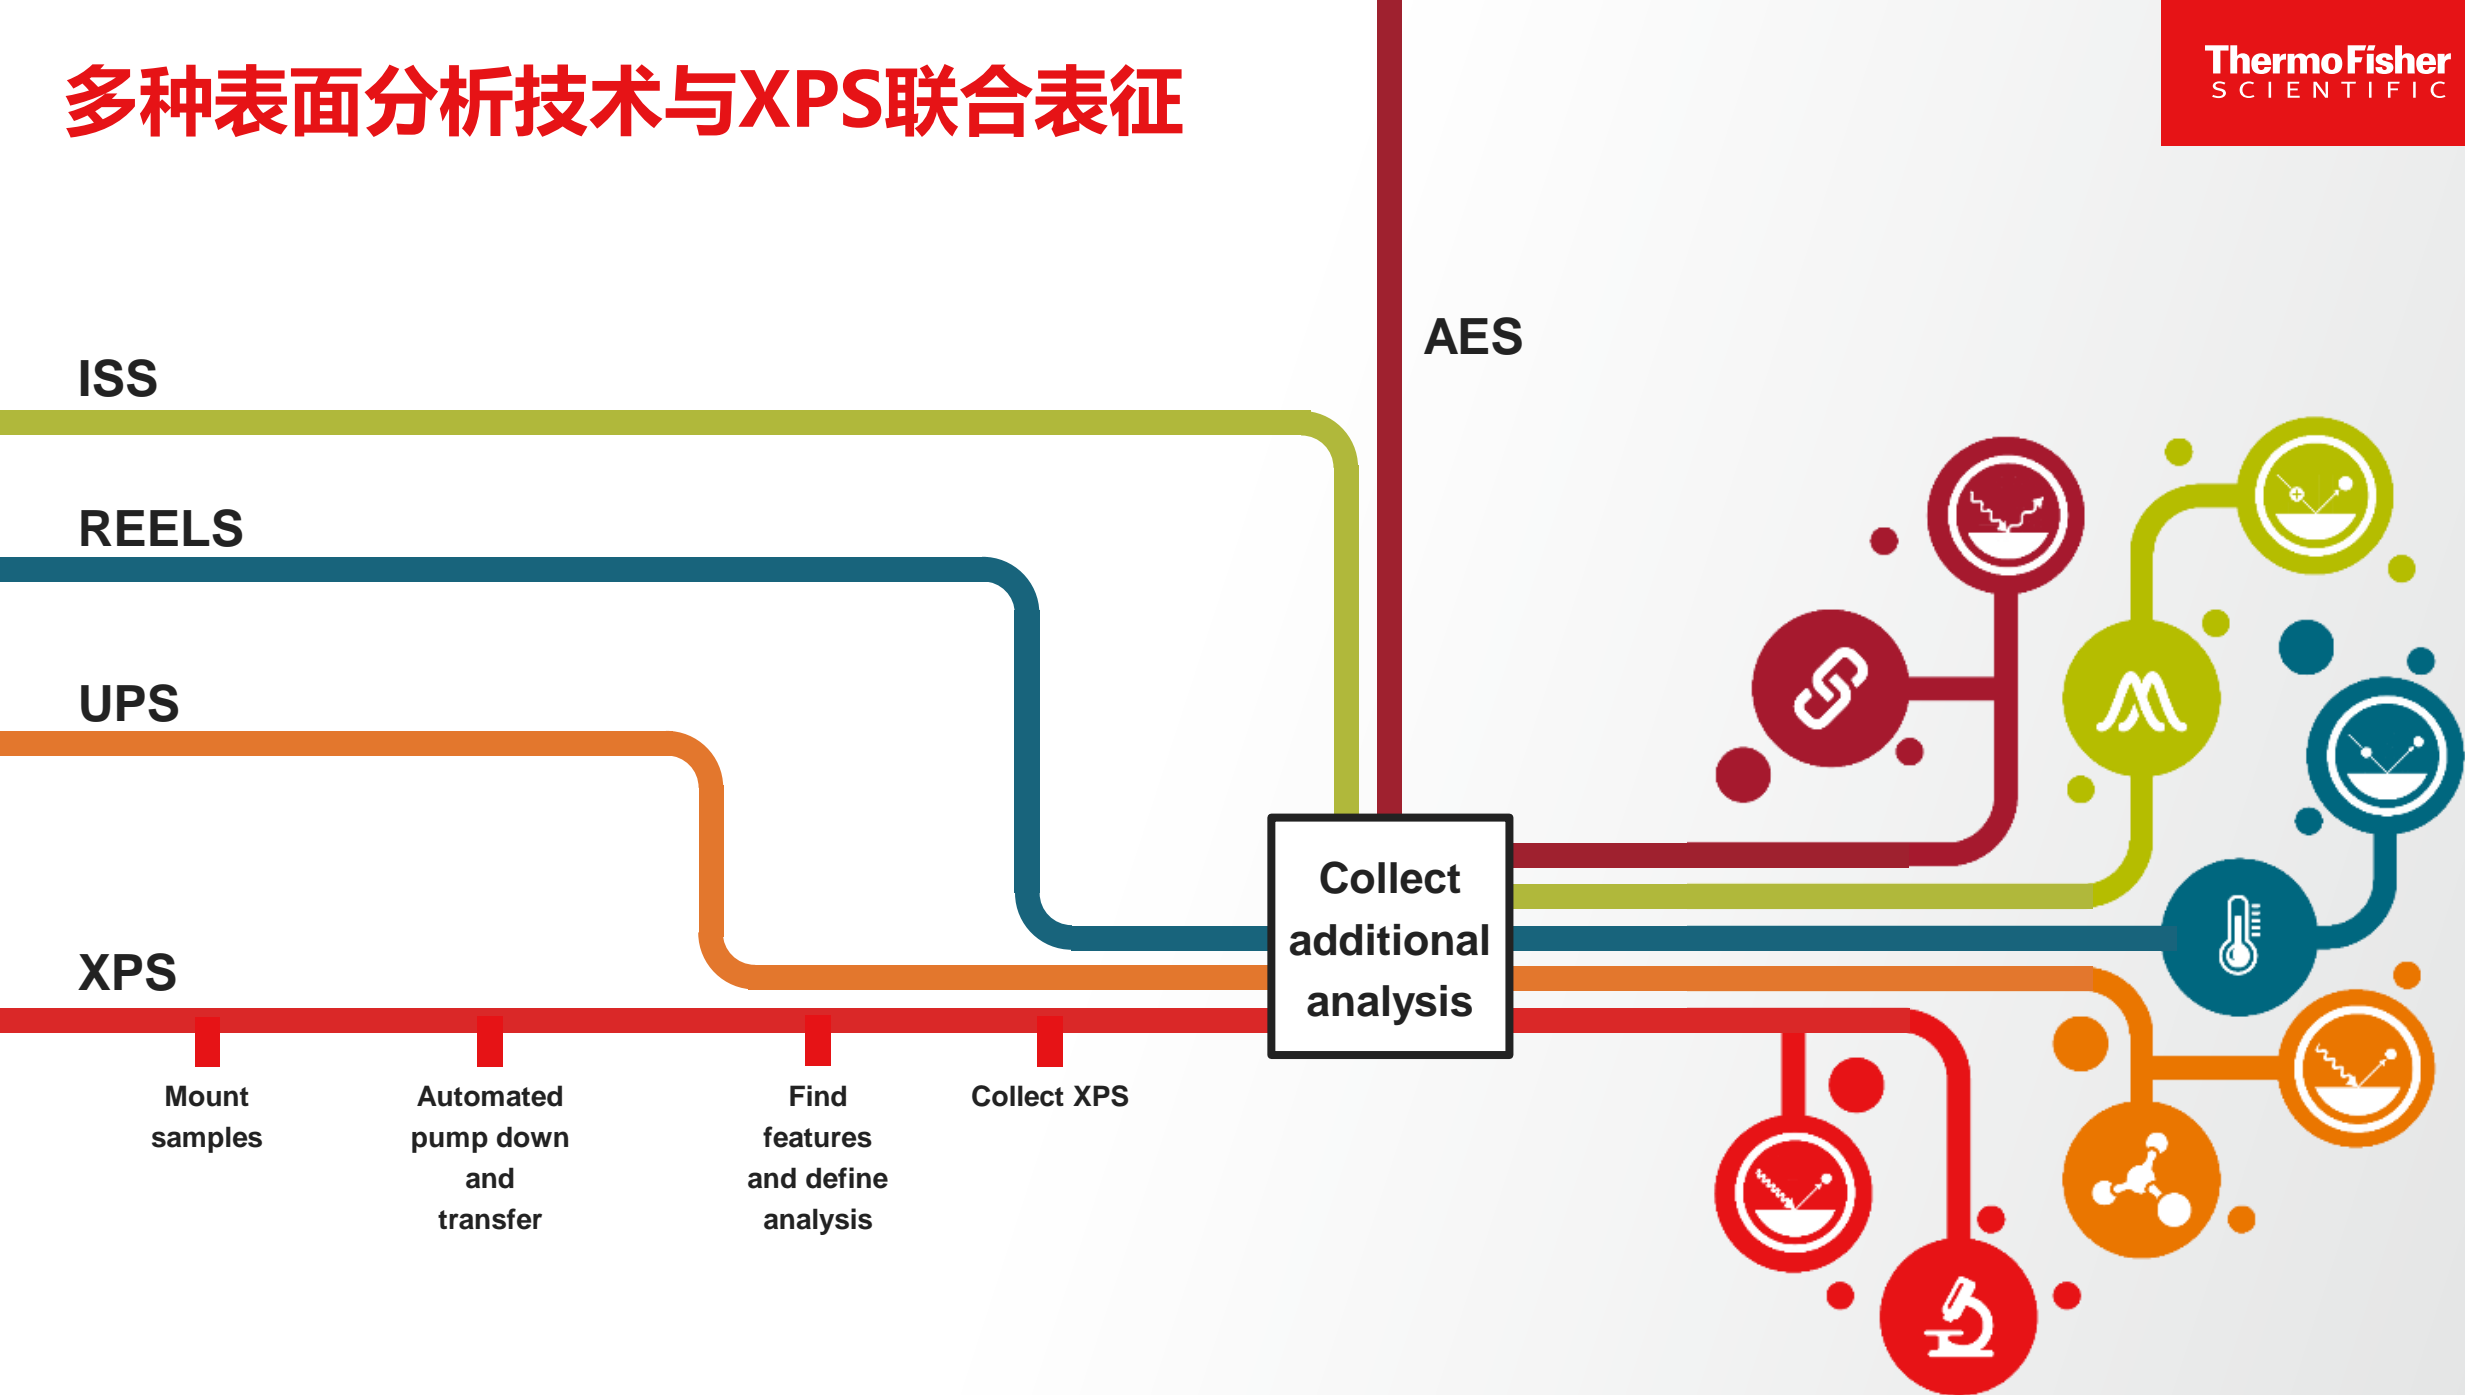 多种表面分析技术与XPS联合表征
ThermoFisher
SCIENTIFIC
AES
ISS
REELS
UPS
XPS
Collect
additional
analysis
Mount
samples
Automated
pump down
and
transfer
Find
features
and define
analysis
Collect XPS